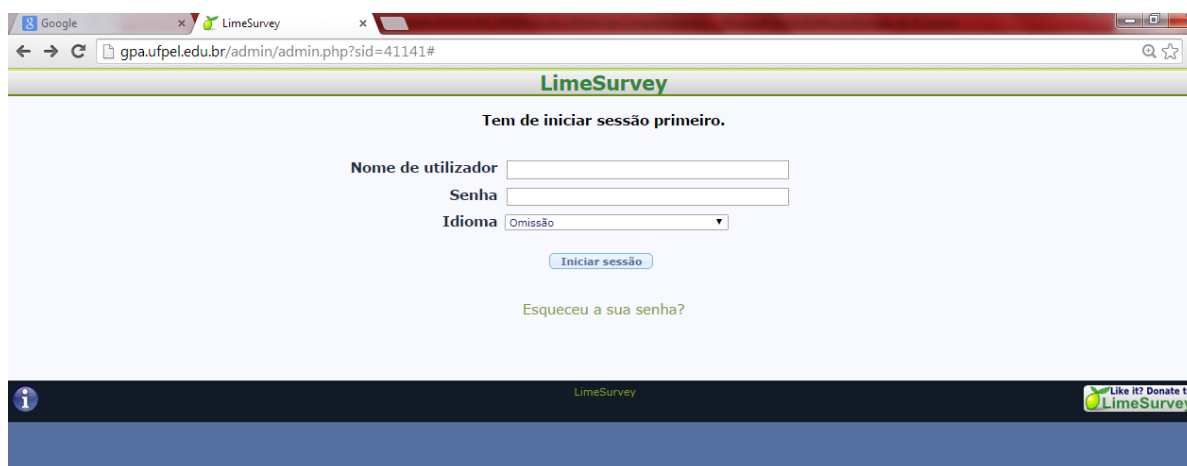 Google
LimeSurvey
gpa.ufpel.edu.br/admin/admin.php?sid=41141#
LimeSurvey
Tem de iniciar sessão primeiro.
Nome de utilizador
Senha
Idioma Omissão
Iniciar sessão
Esqueceu a sua senha?
LimeSurvey
Like it? Donate t
LimeSurvey